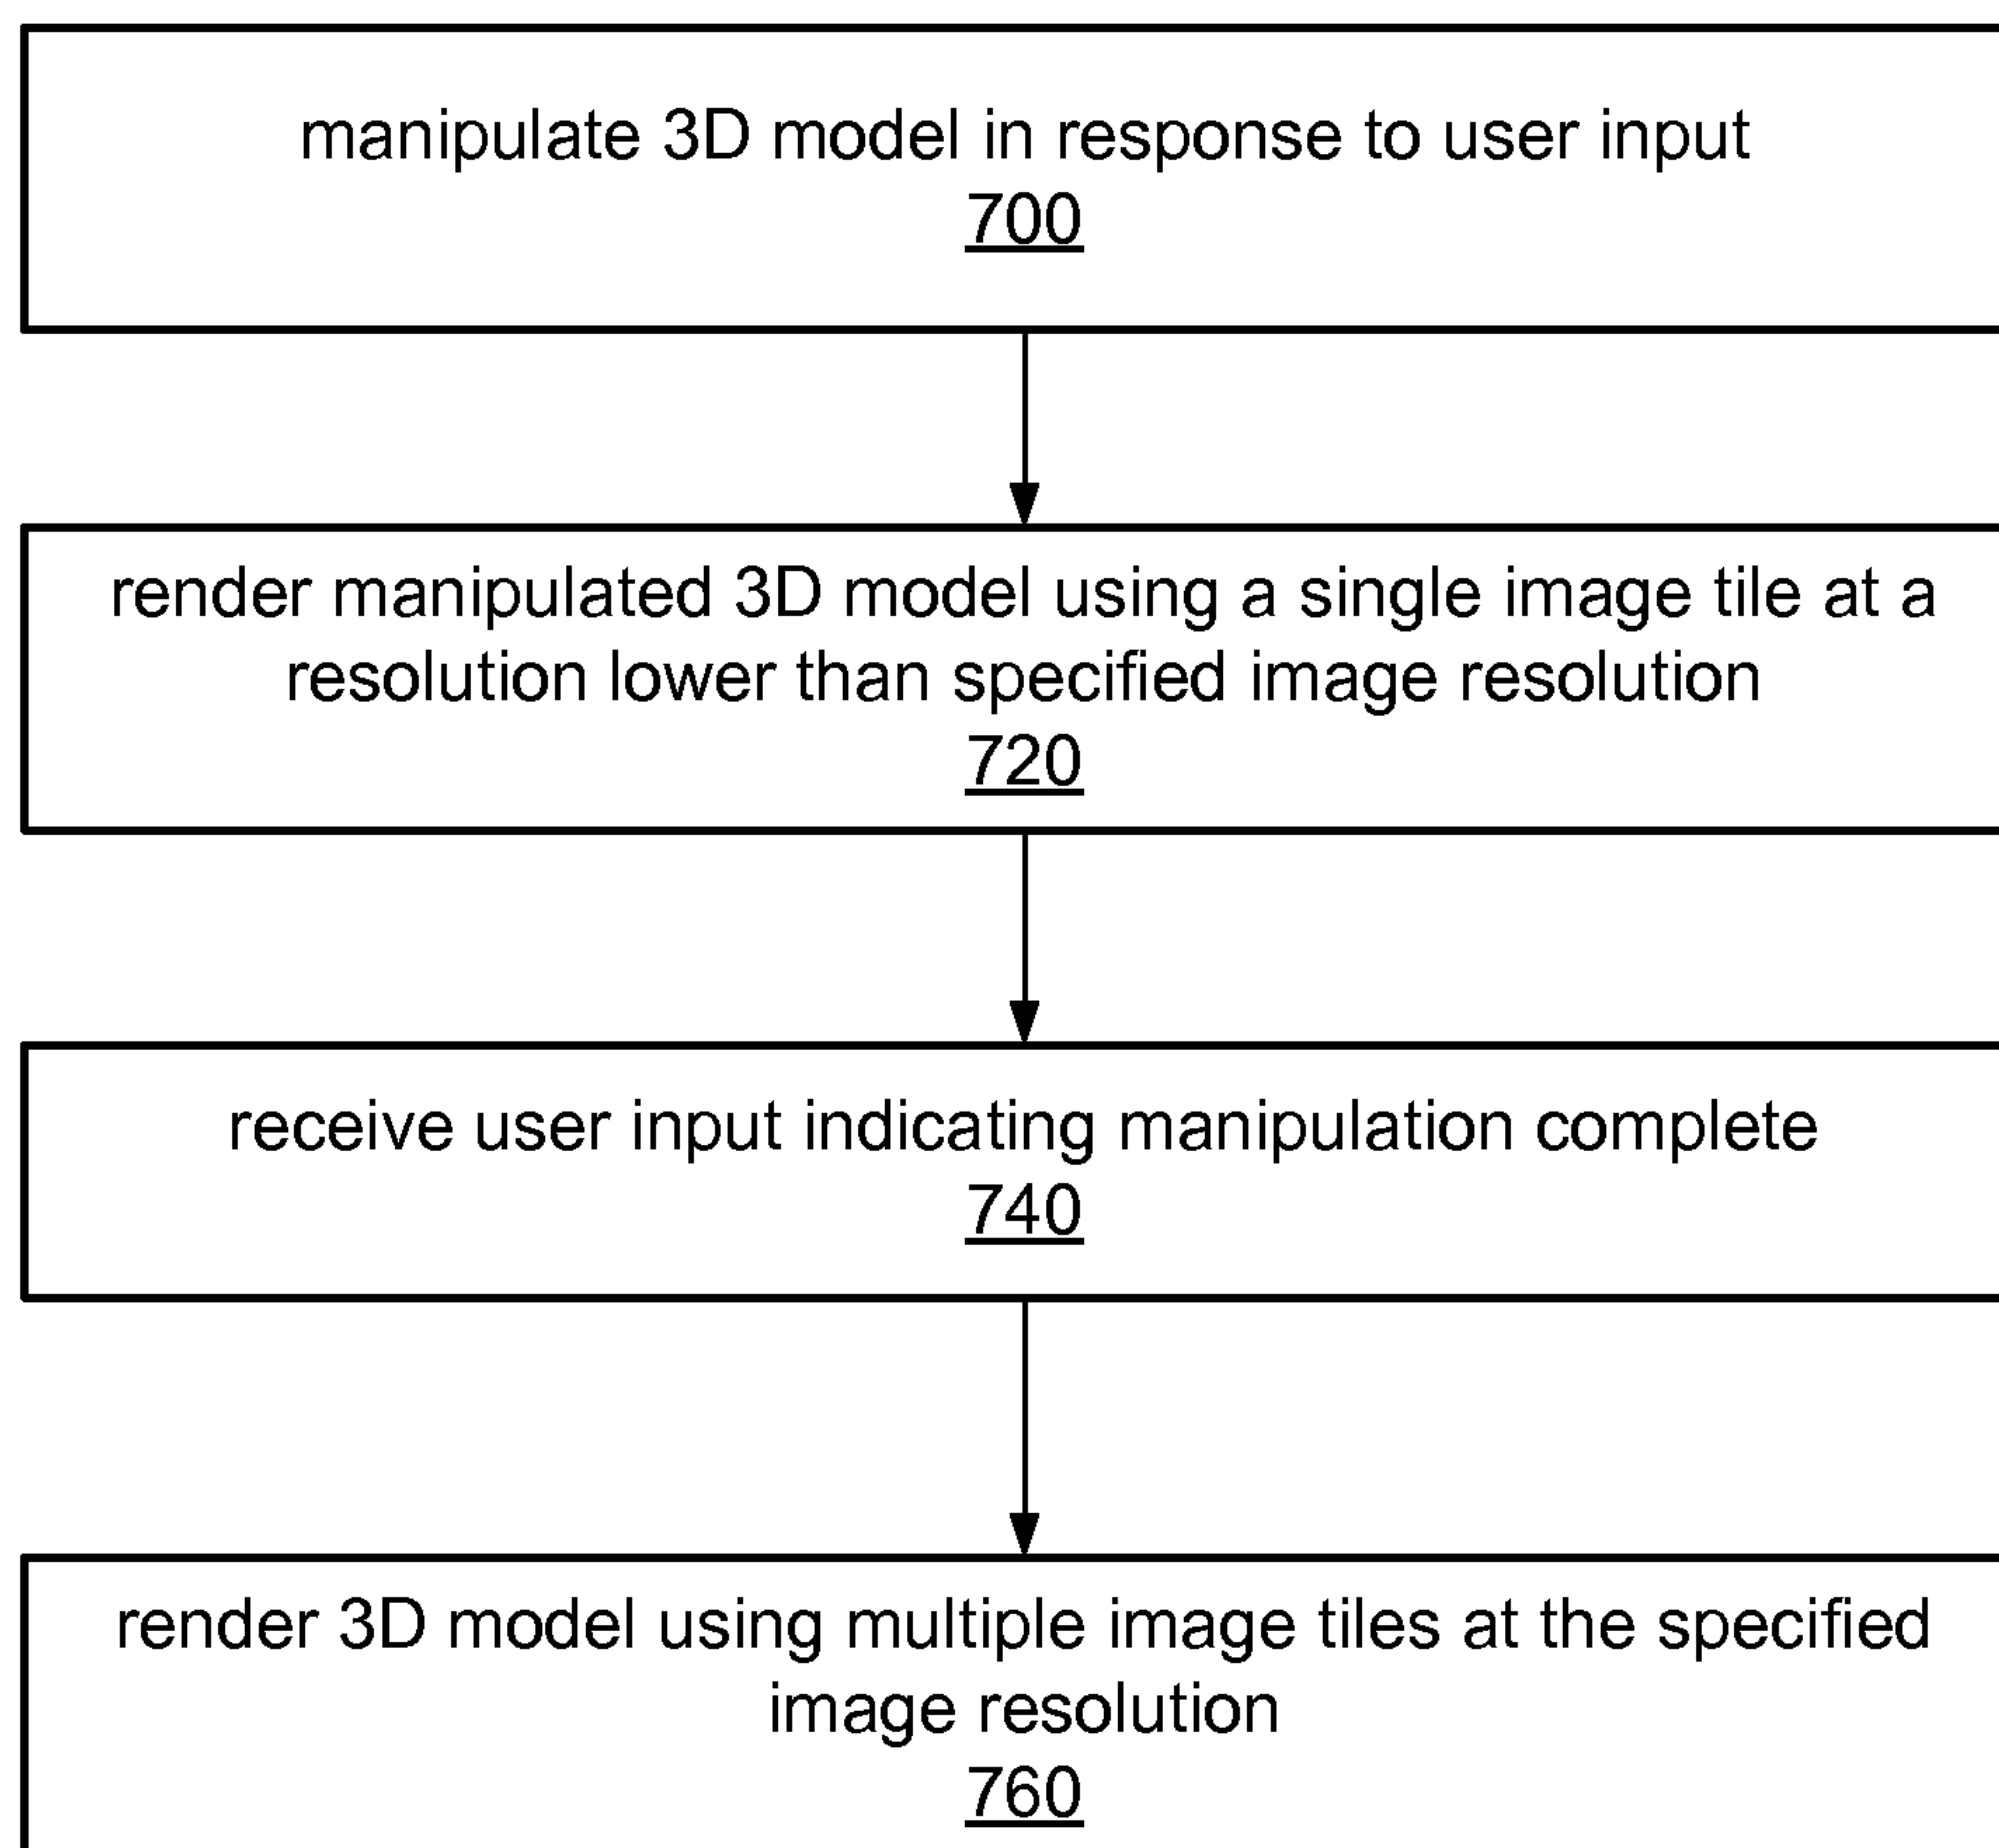 manipulate 3D model in response to user input
700
render manipulated 3D model using a single image tile at a
resolution lower than specified image resolution
720
receive user input indicating manipulation complete
740
render 3D model using multiple image tiles at the specified
image resolution
760